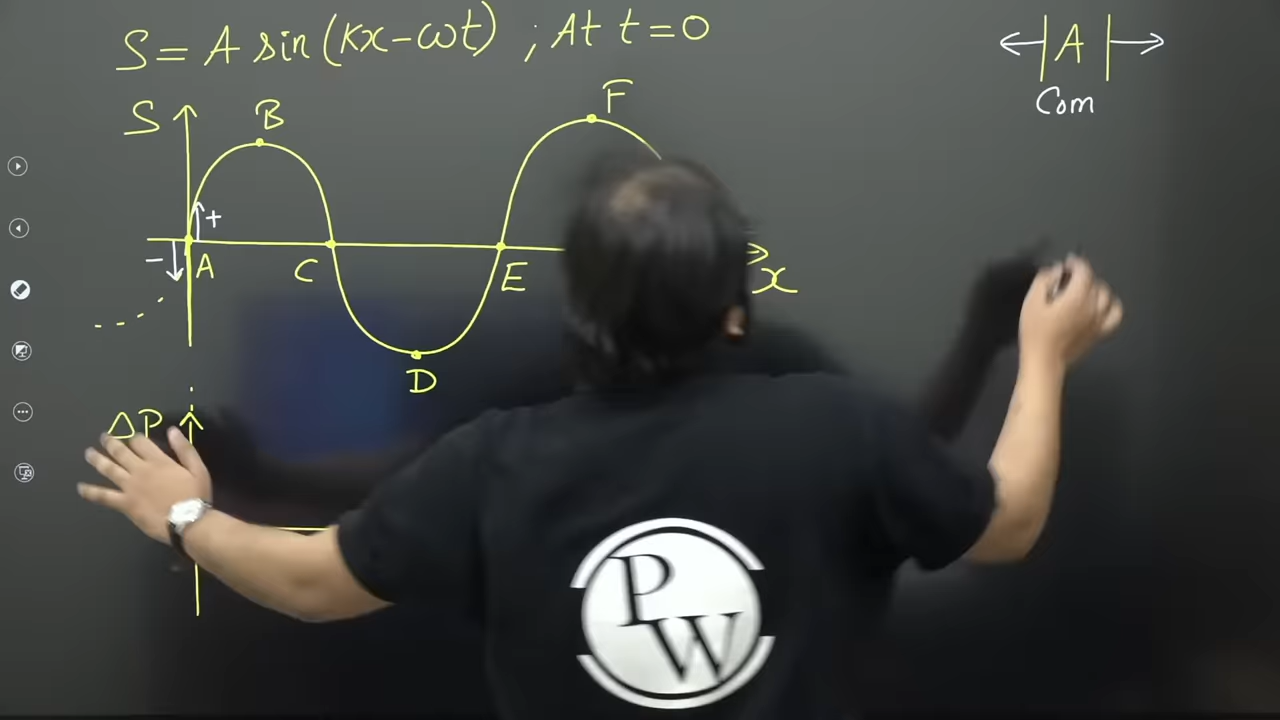 S = A sin(Kx-ωt) ; At t = 0
A
Com
S
B
F
+
-
A
C
E
x
D
ΔP
PW